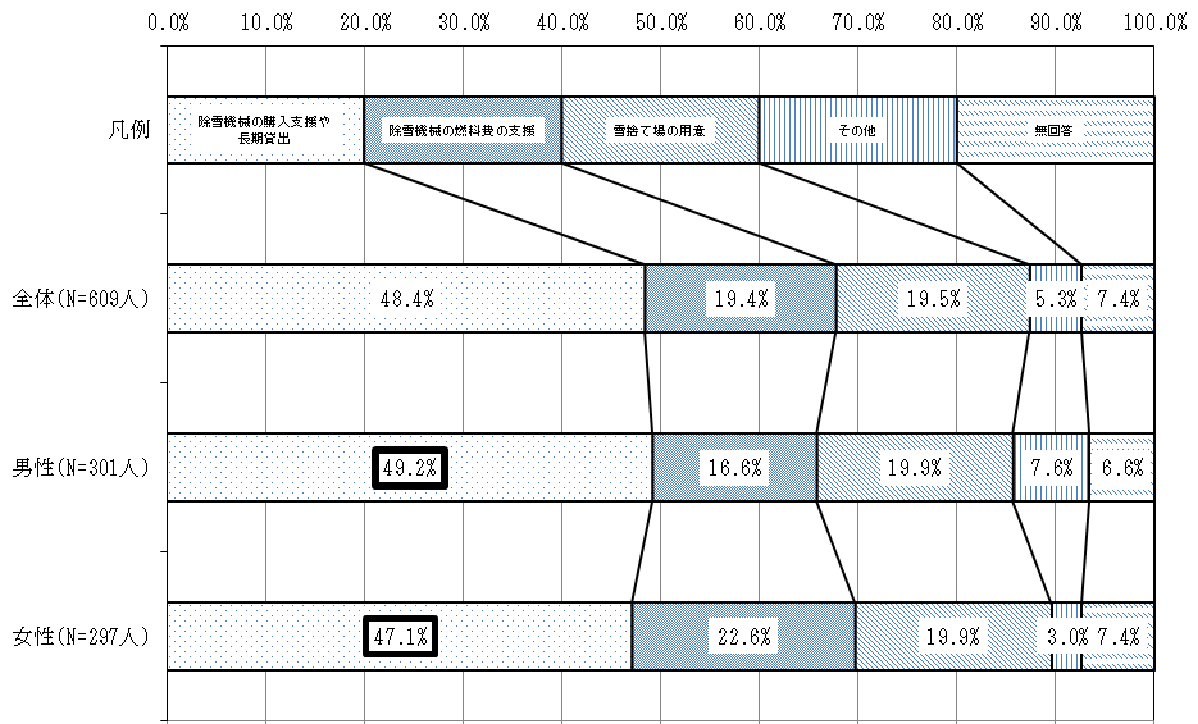 0.0% 10.0% 20.0% 30.0% 40.0% 50.0% 60.0% 70.0% 80.0% 90.0% 100.0%
凡例
除雪機械の購入支援や
長期貸出
除雪機械の燃料費の支援
雪捨て場の用意
その他
無回答
全体(N=609人) 48.4% 19.4% 19.5% 5.3% 7.4%
男性(N=301人) 49.2% 16.6% 19.9% 7.6% 6.6%
女性(N=297人) 47.1% 22.6% 19.9% 3.0% 7.4%